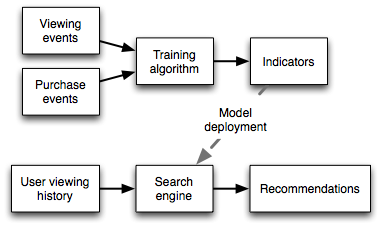 Viewing
events
Purchase
events
Training
algorithm
Indicators
Model
deployment
User viewing
history
Search
engine
Recommendations